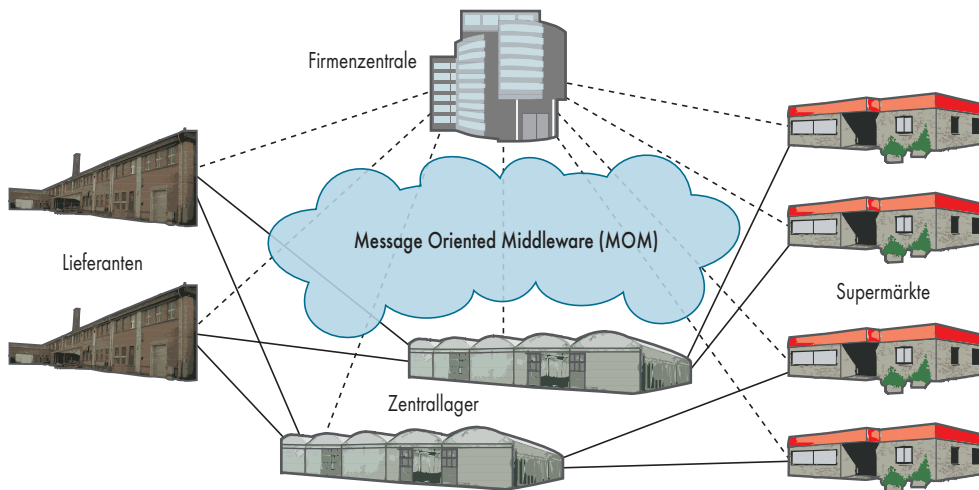 Firmenzentrale
Message Oriented Middleware (MOM)
Lieferanten
Supermärkte
Zentrallager